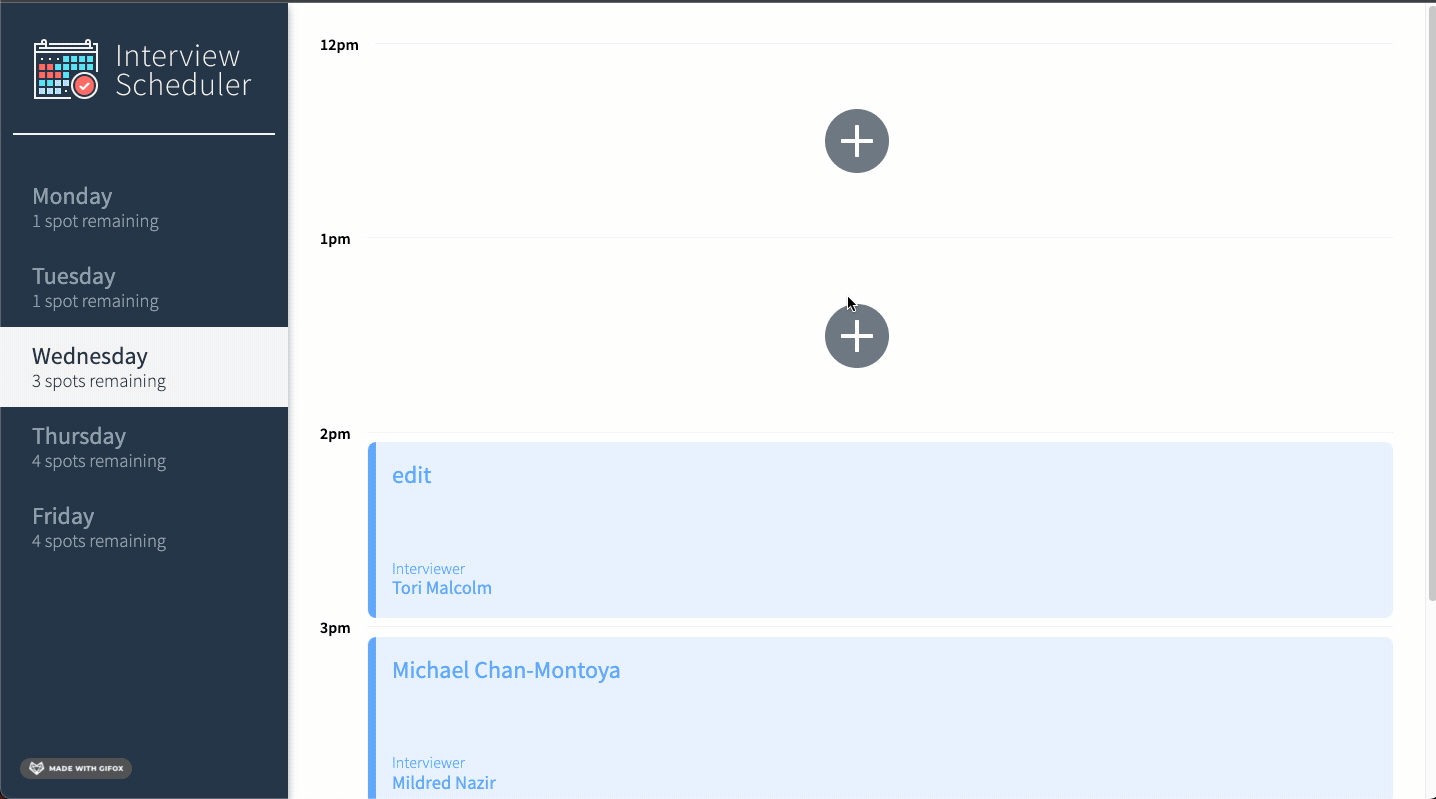 Interview
Scheduler
Monday
1 spot remaining
Tuesday
1 spot remaining
Wednesday
3 spots remaining
Thursday
4 spots remaining
Friday
4 spots remaining
MADE WITH GIFOX
12pm
1pm
2pm
edit
Interviewer
Tori Malcolm
3pm
Michael Chan-Montoya
Interviewer
Mildred Nazir